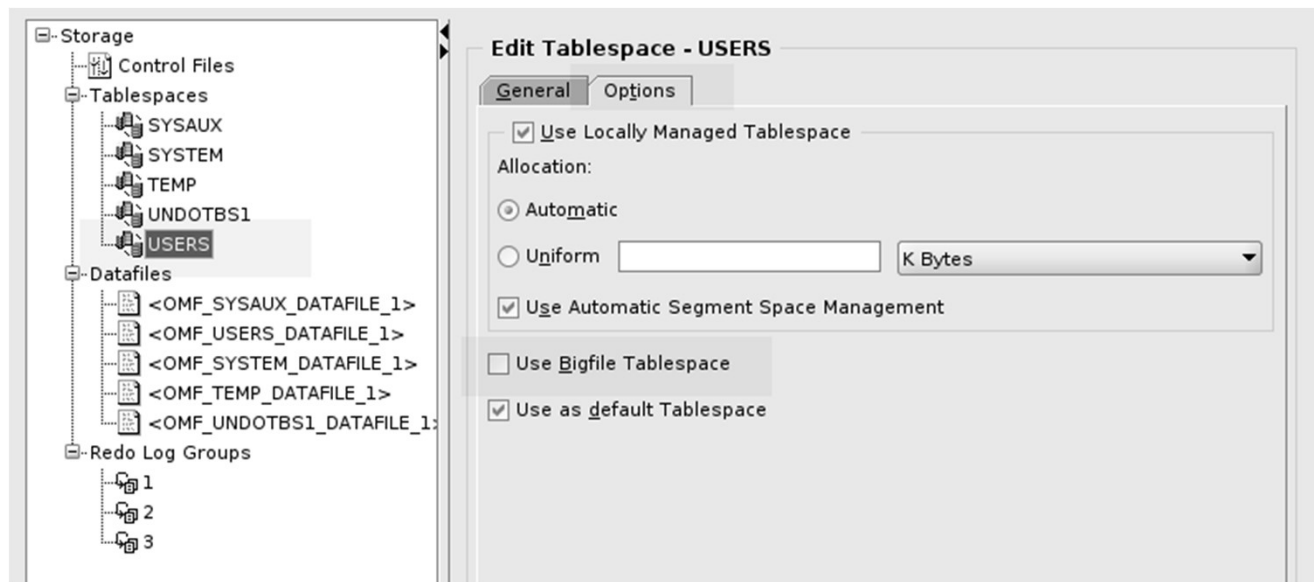 Storage
Control Files
Tablespaces
SYSAUX
SYSTEM
TEMP
UNDOTBS1
USERS
Datafiles
<OMF_SYSAUX_DATAFILE_1>
<OMF_USERS_DATAFILE_1>
<OMF_SYSTEM_DATAFILE_1>
<OMF_TEMP_DATAFILE_1>
<OMF_UNDOTBS1_DATAFILE_1>
Redo Log Groups
1
2
3
Edit Tablespace - USERS
General Options
Use Locally Managed Tablespace
Allocation:
Automatic
Uniform K Bytes
Use Automatic Segment Space Management
Use Bigfile Tablespace
Use as default Tablespace